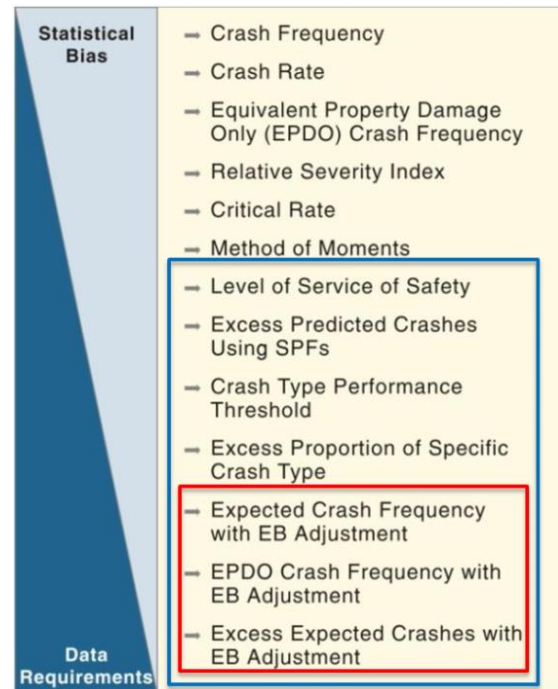 Statistical
Bias
→ Crash Frequency
→ Crash Rate
→ Equivalent Property Damage
Only (EPDO) Crash Frequency
→ Relative Severity Index
→ Critical Rate
→ Method of Moments
→ Level of Service of Safety
→ Excess Predicted Crashes
Using SPFs
→ Crash Type Performance
Threshold
→ Excess Proportion of Specific
Crash Type
→ Expected Crash Frequency
with EB Adjustment
→ EPDO Crash Frequency with
EB Adjustment
→ Excess Expected Crashes with
EB Adjustment
Data
Requirements